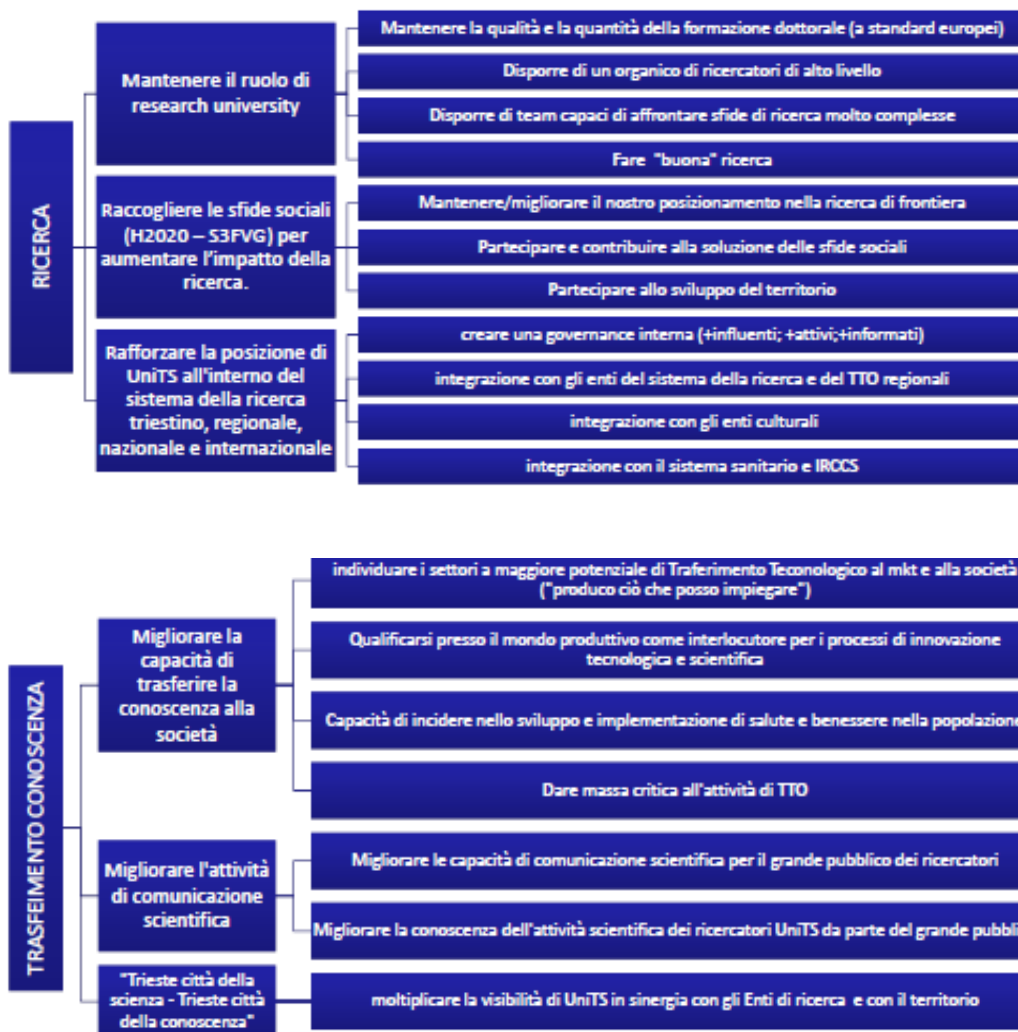 RICERCA
Mantenere il ruolo di
research university
Mantenere la qualità e la quantità della formazione dottorale (a standard europei)
Disporre di un organico di ricercatori di alto livello
Disporre di team capaci di affrontare sfide di ricerca molto complesse
Fare "buona" ricerca
Raccogliere le sfide sociali
(H2020 – S3FVG) per
aumentare l'impatto della
ricerca.
Mantenere/migliorare il nostro posizionamento nella ricerca di frontiera
Partecipare e contribuire alla soluzione delle sfide sociali
Partecipare allo sviluppo del territorio
Rafforzare la posizione di
UniTS all'interno del
sistema della ricerca
triestino, regionale,
nazionale e internazionale
creare una governance interna (+influenti; +attivi;+informati)
integrazione con gli enti del sistema della ricerca e del TTO regionali
integrazione con gli enti culturali
integrazione con il sistema sanitario e IRCCS
TRASFEIMENTO CONOSCENZA
Migliorare la
capacità di
trasferire la
conoscenza alla
società
individuare i settori a maggiore potenziale di Traferimento Teconologico al mkt e alla società
("produco ciò che posso impiegare")
Qualificarsi presso il mondo produttivo come interlocutore per i processi di innovazione
tecnologica e scientifica
Capacità di incidere nello sviluppo e implementazione di salute e benessere nella popolazione
Dare massa critica all'attività di TTO
Migliorare l'attività
di comunicazione
scientifica
Migliorare le capacità di comunicazione scientifica per il grande pubblico dei ricercatori
Migliorare la conoscenza dell'attività scientifica dei ricercatori UniTS da parte del grande pubbli
"Trieste città della
scienza - Trieste città
della conoscenza"
moltiplicare la visibilità di UniTS in sinergia con gli Enti di ricerca e con il territorio